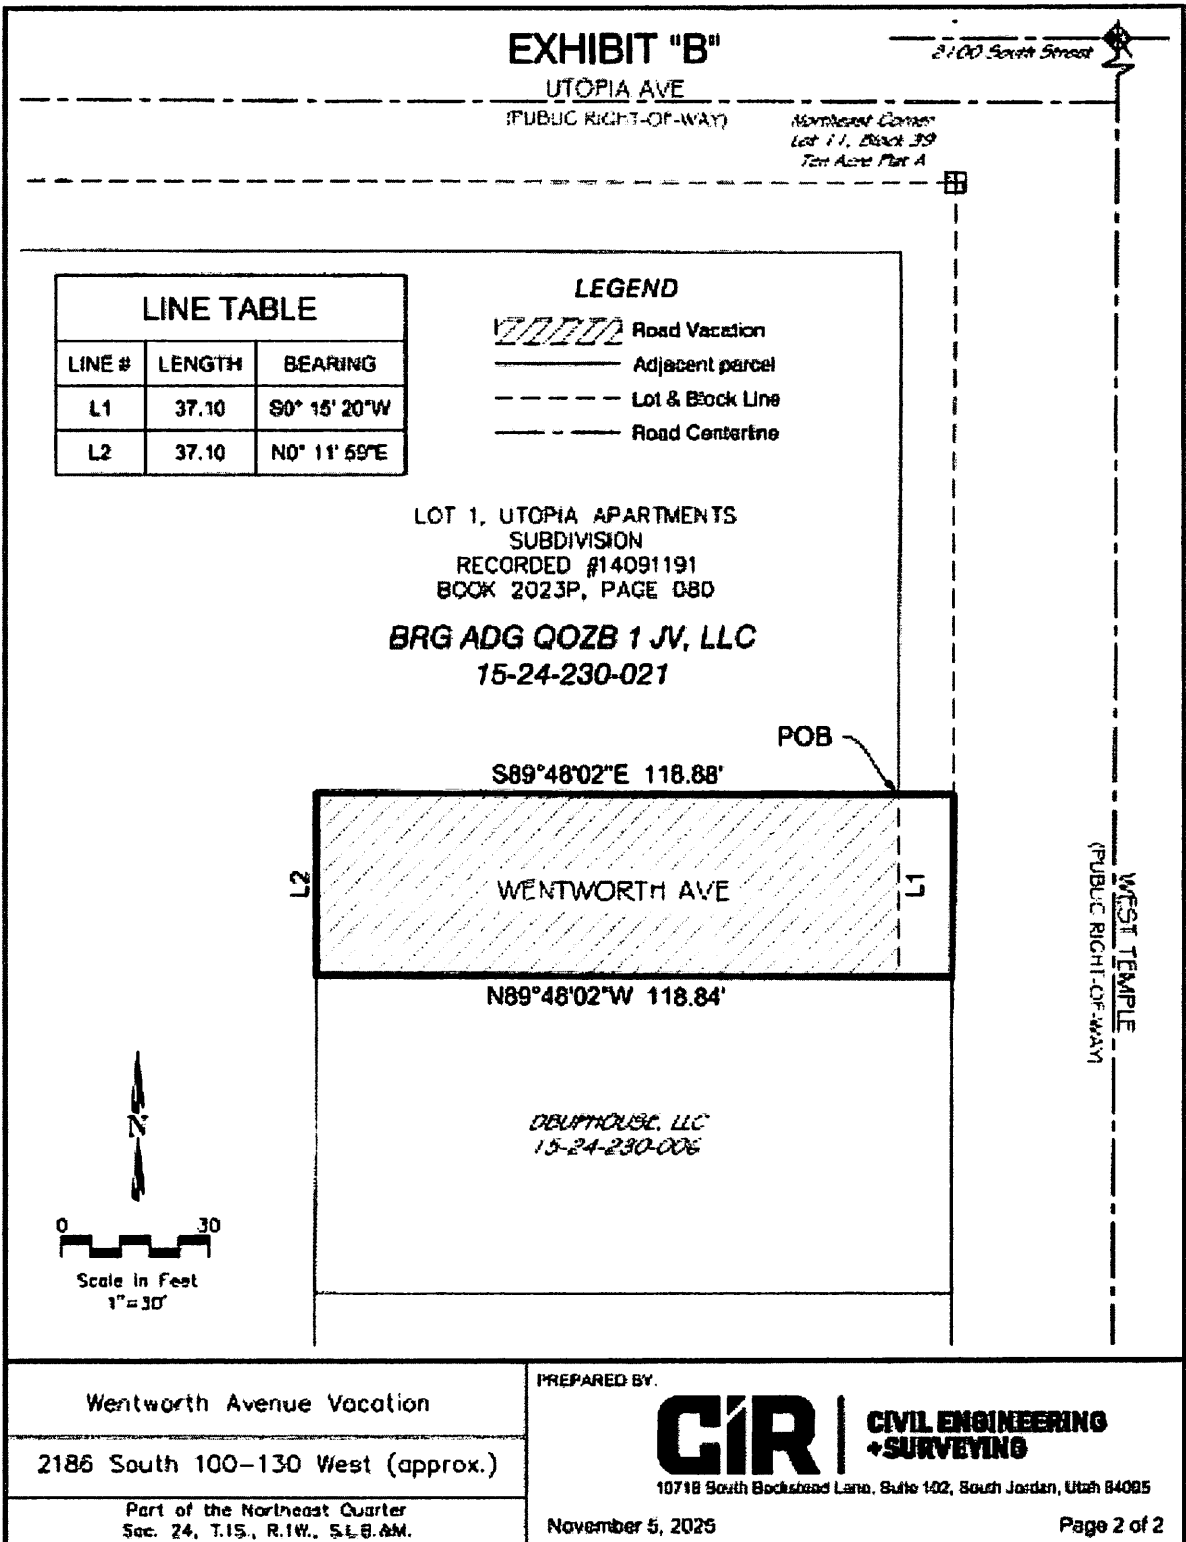 EXHIBIT "B"
2100 South Street
UTOPIA AVE
(PUBLIC RIGHT-OF-WAY)
Northeast Corner
Lot 11, Block 39
Ten Acre Plat A
LINE TABLE
LINE # LENGTH BEARING
L1 37.10 S0° 15' 20"W
L2 37.10 N0° 11' 59"E
LEGEND
Road Vacation
Adjacent parcel
Lot & Block Line
Road Centerline
LOT 1, UTOPIA APARTMENTS
SUBDIVISION
RECORDED #14091191
BOOK 2023P, PAGE 080
BRG ADG QOZB 1 JV, LLC
15-24-230-021
POB
S89°48'02"E 118.88'
L2
WENTWORTH AVE
L1
N89°48'02"W 118.84'
WEST TEMPLE
(PUBLIC RIGHT-OF-WAY)
LLC
15-24-230-006
N
0 30
Scale in Feet
1"=30'
Wentworth Avenue Vacation
2186 South 100-130 West (approx.)
Part of the Northeast Quarter
Sec. 24, T.1S., R.1W., S.L.B.&M.
PREPARED BY:
CIR
CIVIL ENGINEERING
+SURVEYING
10718 South Beckstead Lane, Suite 102, South Jordan, Utah 84095
November 5, 2025
Page 2 of 2